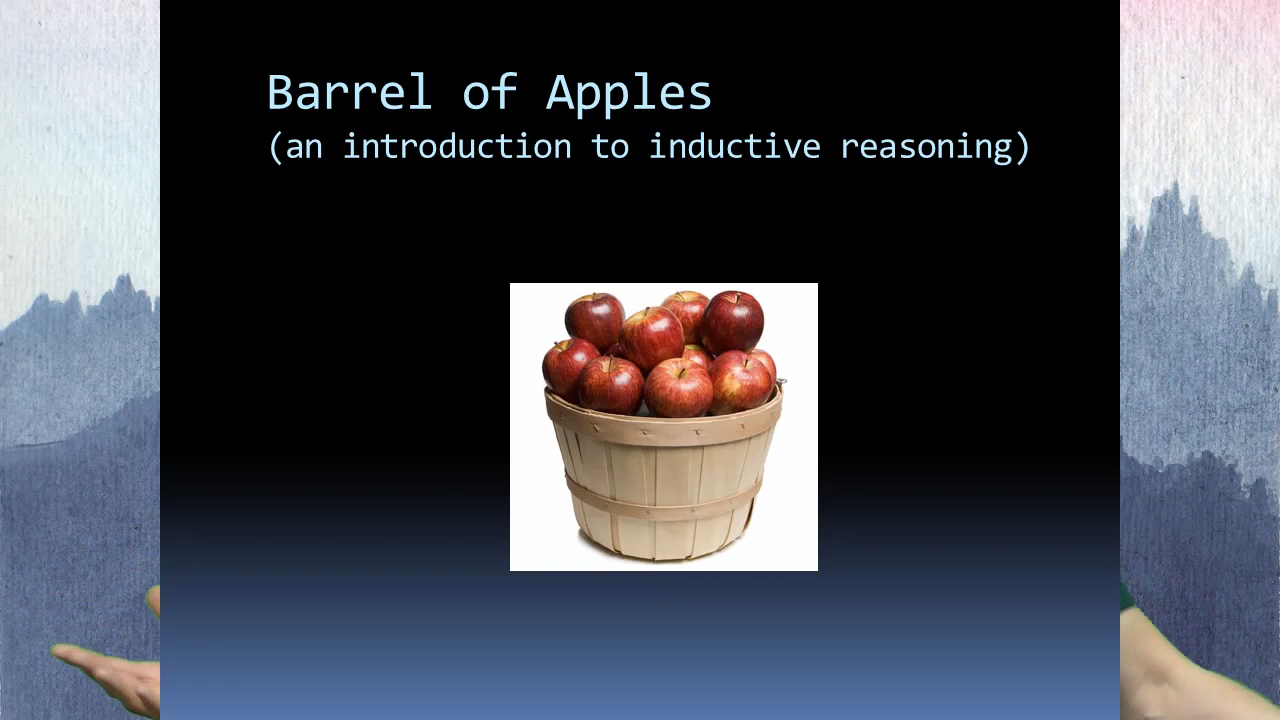 Barrel of Apples
(an introduction to inductive reasoning)